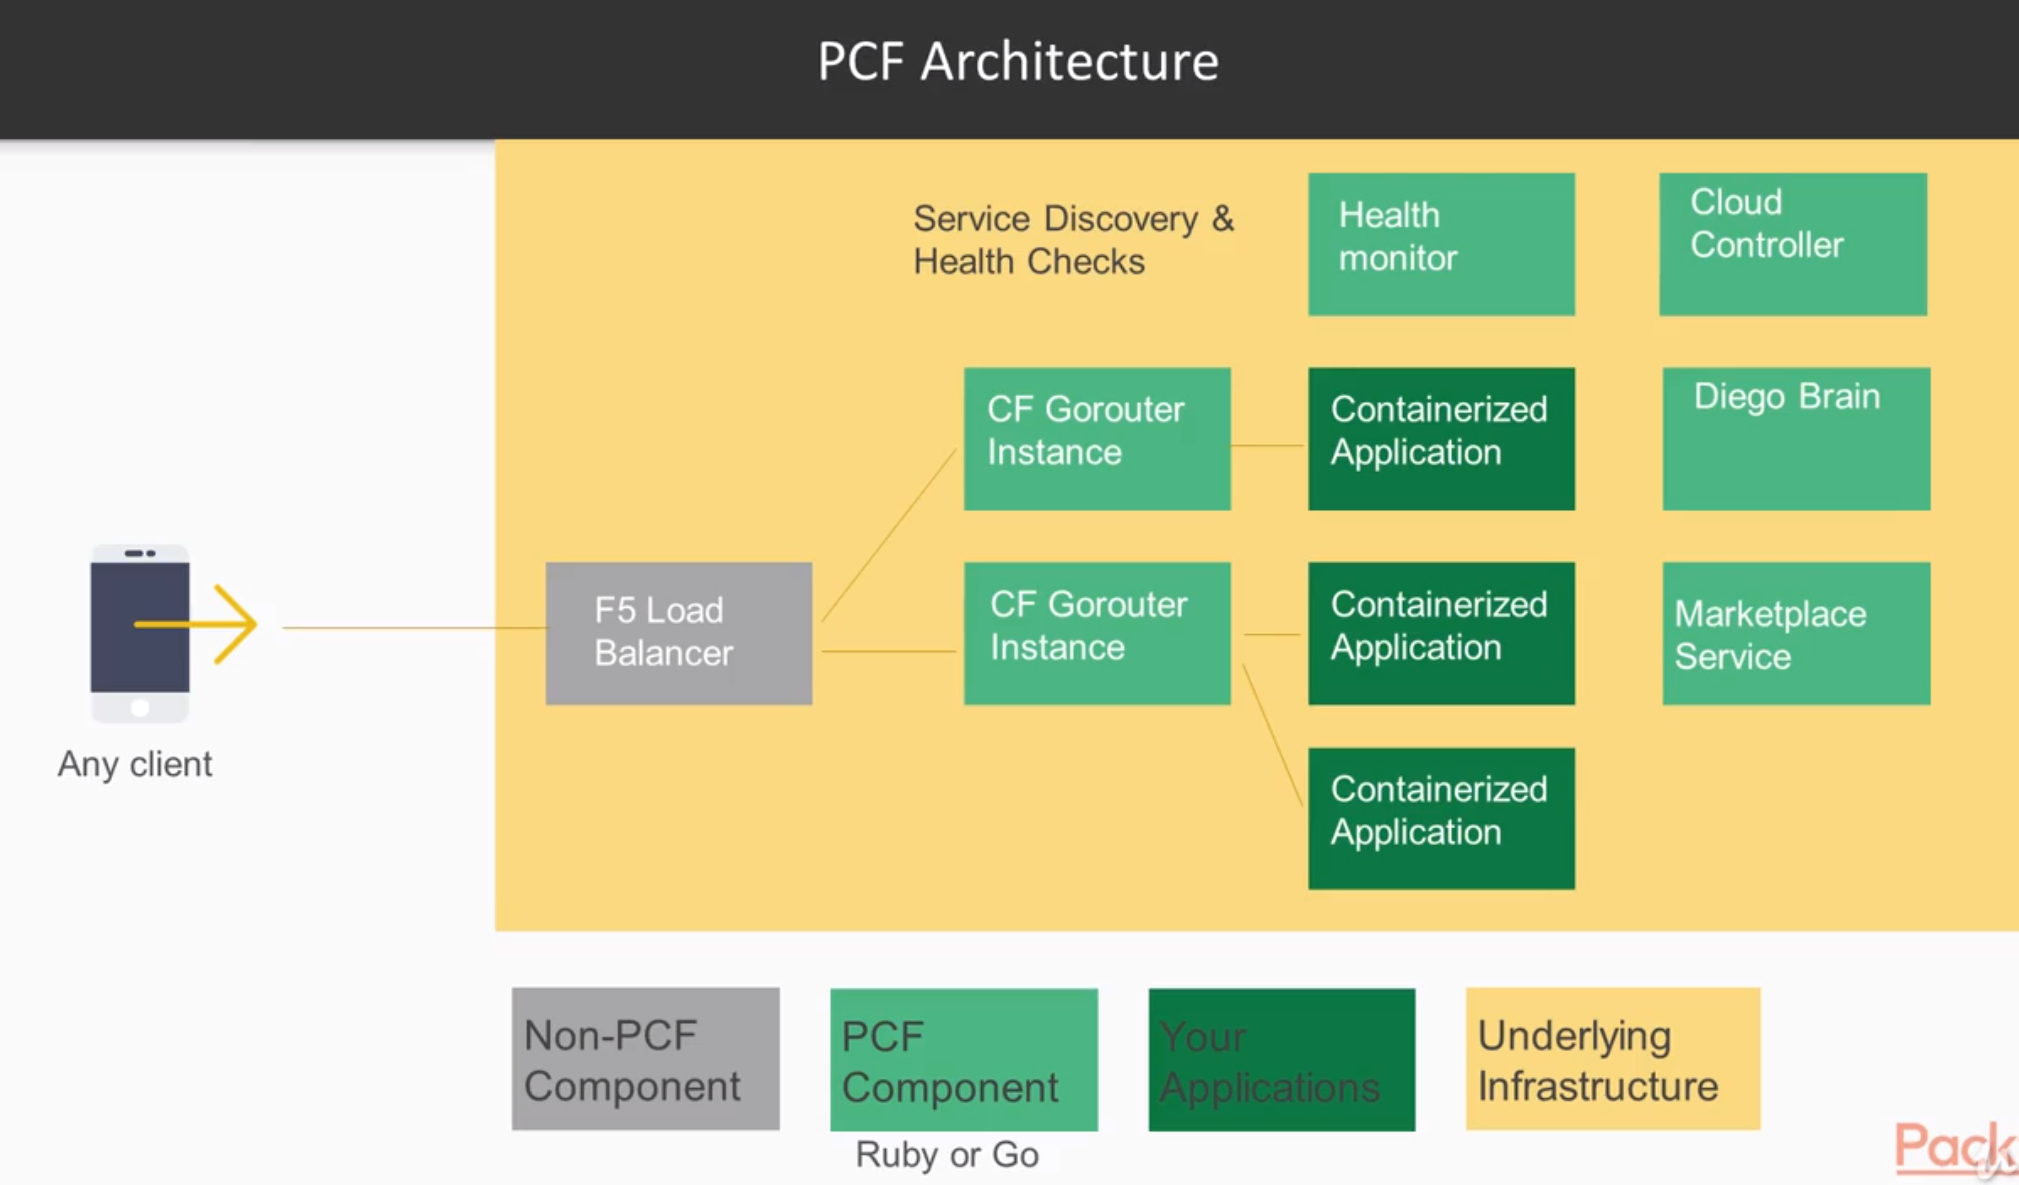 PCF Architecture
Service Discovery &
Health Checks
Health
monitor
Cloud
Controller
CF Gorouter
Instance
Containerized
Application
Diego Brain
F5 Load
Balancer
CF Gorouter
Instance
Containerized
Application
Marketplace
Service
Any client
Containerized
Application
Non-PCF
Component
PCF
Component
Your
Applications
Underlying
Infrastructure
Ruby or Go
Pack